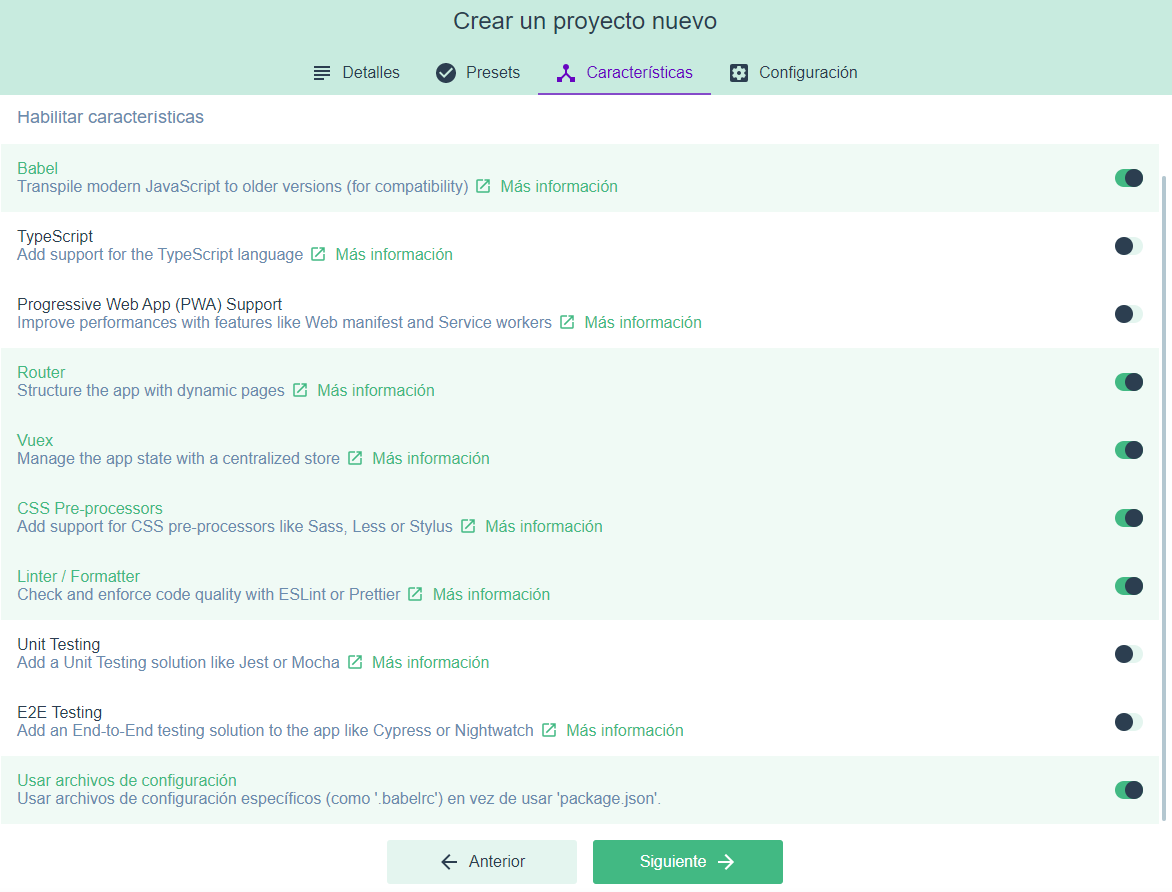 Crear un proyecto nuevo
Detalles
Presets
Características
Configuración
Habilitar características
Babel
Transpile modern JavaScript to older versions (for compatibility) Más información
TypeScript
Add support for the TypeScript language Más información
Progressive Web App (PWA) Support
Improve performances with features like Web manifest and Service workers Más información
Router
Structure the app with dynamic pages Más información
Vuex
Manage the app state with a centralized store Más información
CSS Pre-processors
Add support for CSS pre-processors like Sass, Less or Stylus Más información
Linter / Formatter
Check and enforce code quality with ESLint or Prettier Más información
Unit Testing
Add a Unit Testing solution like Jest or Mocha Más información
E2E Testing
Add an End-to-End testing solution to the app like Cypress or Nightwatch Más información
Usar archivos de configuración
Usar archivos de configuración específicos (como '.babelrc') en vez de usar 'package.json'.
Anterior
Siguiente